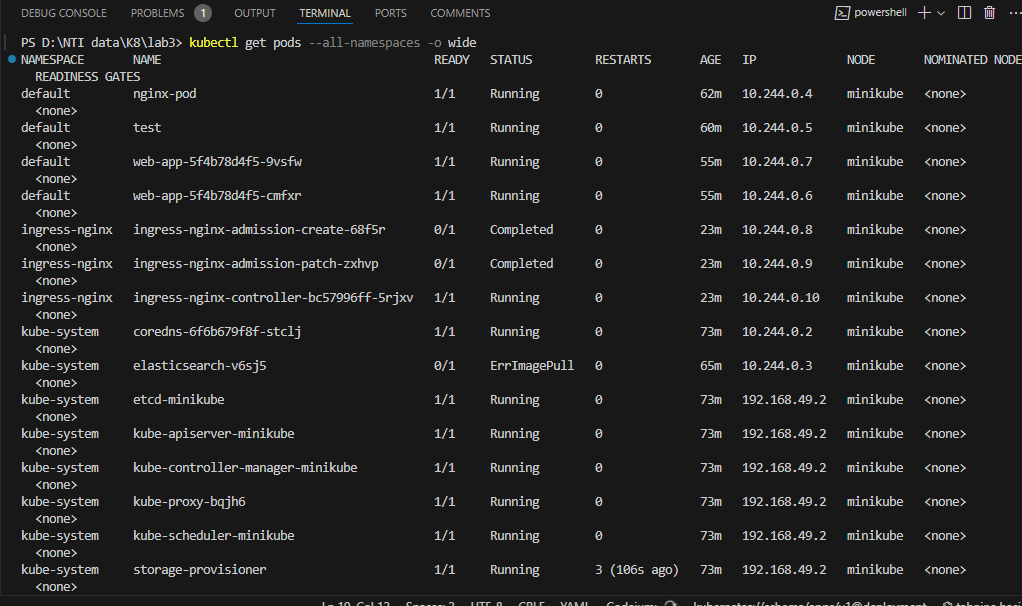 DEBUG CONSOLE PROBLEMS 1 OUTPUT TERMINAL PORTS COMMENTS powershell
PS D:\NTI data\K8\lab3> kubectl get pods --all-namespaces -o wide
NAMESPACE NAME READY STATUS RESTARTS AGE IP NODE NOMINATED NODE
READINESS GATES
default nginx-pod 1/1 Running 0 62m 10.244.0.4 minikube <none>
<none>
default test 1/1 Running 0 60m 10.244.0.5 minikube <none>
<none>
default web-app-5f4b78d4f5-9vsfw 1/1 Running 0 55m 10.244.0.7 minikube <none>
<none>
default web-app-5f4b78d4f5-cmfxr 1/1 Running 0 55m 10.244.0.6 minikube <none>
<none>
ingress-nginx ingress-nginx-admission-create-68f5r 0/1 Completed 0 23m 10.244.0.8 minikube <none>
<none>
ingress-nginx ingress-nginx-admission-patch-zxhvp 0/1 Completed 0 23m 10.244.0.9 minikube <none>
<none>
ingress-nginx ingress-nginx-controller-bc57996ff-5rjxv 1/1 Running 0 23m 10.244.0.10 minikube <none>
<none>
kube-system coredns-6f6b679f8f-stclj 1/1 Running 0 73m 10.244.0.2 minikube <none>
<none>
kube-system elasticsearch-v6sj5 0/1 ErrImagePull 0 65m 10.244.0.3 minikube <none>
<none>
kube-system etcd-minikube 1/1 Running 0 73m 192.168.49.2 minikube <none>
<none>
kube-system kube-apiserver-minikube 1/1 Running 0 73m 192.168.49.2 minikube <none>
<none>
kube-system kube-controller-manager-minikube 1/1 Running 0 73m 192.168.49.2 minikube <none>
<none>
kube-system kube-proxy-bqjh6 1/1 Running 0 73m 192.168.49.2 minikube <none>
<none>
kube-system kube-scheduler-minikube 1/1 Running 0 73m 192.168.49.2 minikube <none>
<none>
kube-system storage-provisioner 1/1 Running 3 (106s ago) 73m 192.168.49.2 minikube <none>
<none>